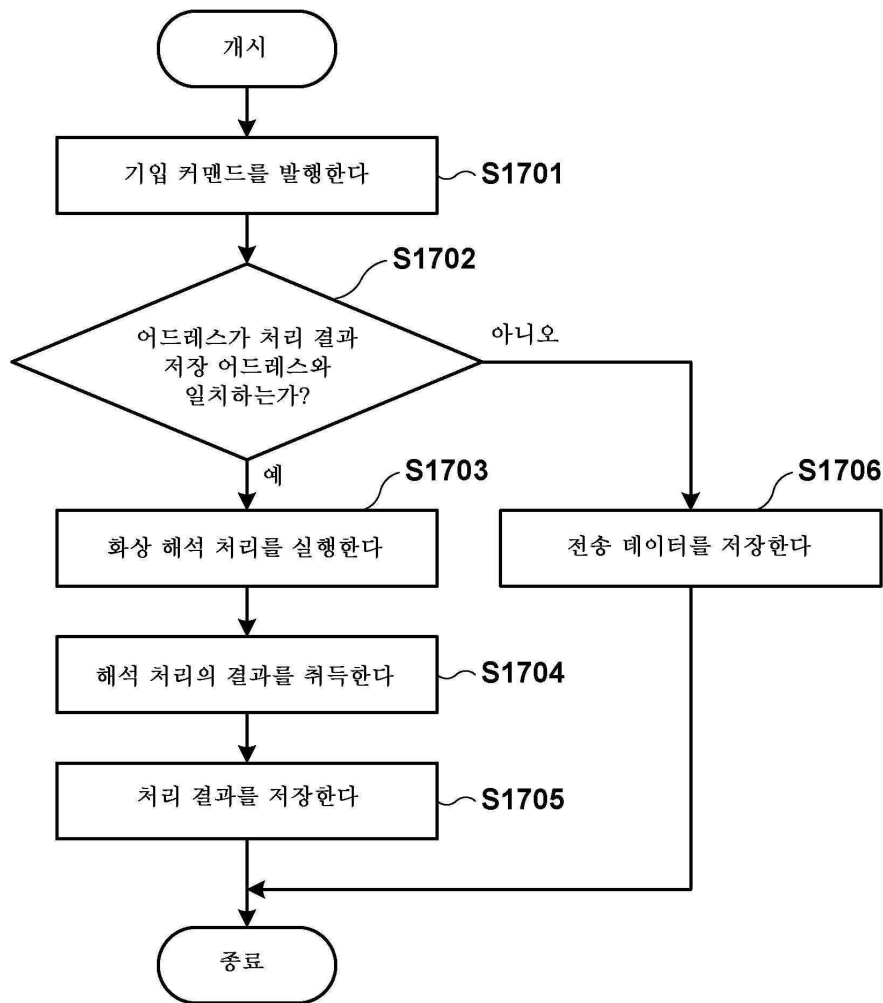 개시
기입 커맨드를 발행한다
S1701
S1702
어드레스가 처리 결과
저장 어드레스와
일치하는가?
아니오
예
S1703
화상 해석 처리를 실행한다
S1706
전송 데이터를 저장한다
해석 처리의 결과를 취득한다
S1704
처리 결과를 저장한다
S1705
종료